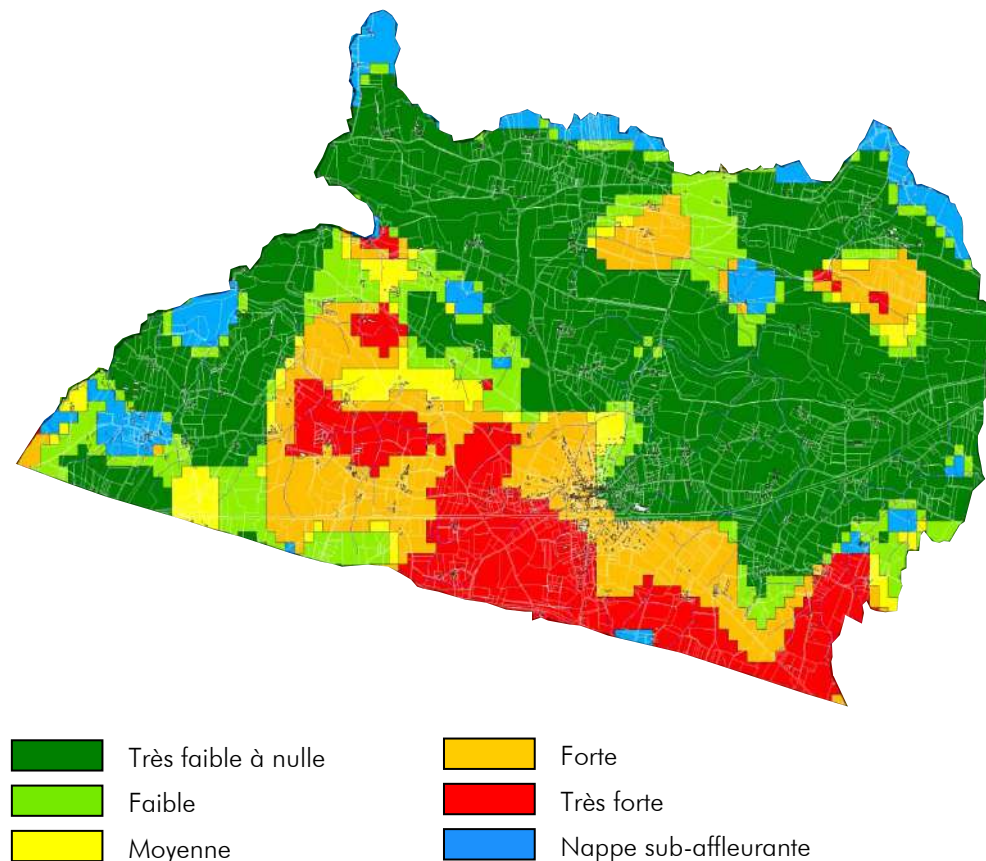 Très faible à nulle
Faible
Moyenne
Forte
Très forte
Nappe sub-affleurante